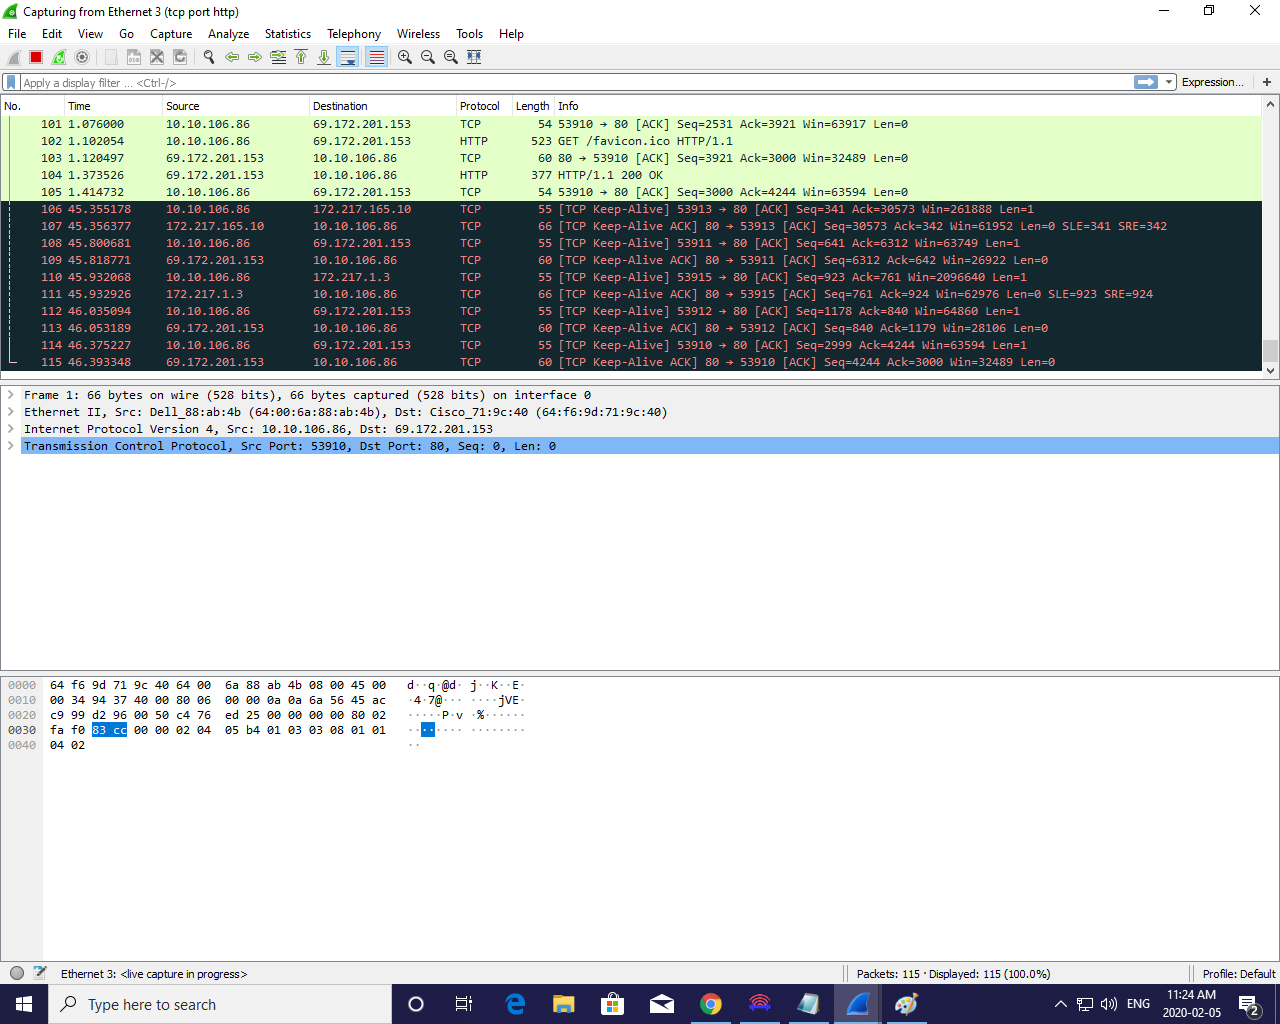 Capturing from Ethernet 3 (tcp port http)
File Edit View Go Capture Analyze Statistics Telephony Wireless Tools Help
Apply a display filter ... <Ctrl-/> Expression... +
No. Time Source Destination Protocol Length Info
101 1.076000 10.10.106.86 69.172.201.153 TCP 54 53910 → 80 [ACK] Seq=2531 Ack=3921 Win=63917 Len=0
102 1.102054 10.10.106.86 69.172.201.153 HTTP 523 GET /favicon.ico HTTP/1.1
103 1.120497 69.172.201.153 10.10.106.86 TCP 60 80 → 53910 [ACK] Seq=3921 Ack=3000 Win=32489 Len=0
104 1.373526 69.172.201.153 10.10.106.86 HTTP 377 HTTP/1.1 200 OK
105 1.414732 10.10.106.86 69.172.201.153 TCP 54 53910 → 80 [ACK] Seq=3000 Ack=4244 Win=63594 Len=0
106 45.355178 10.10.106.86 172.217.165.10 TCP 55 [TCP Keep-Alive] 53913 → 80 [ACK] Seq=341 Ack=30573 Win=261888 Len=1
107 45.356377 172.217.165.10 10.10.106.86 TCP 66 [TCP Keep-Alive ACK] 80 → 53913 [ACK] Seq=30573 Ack=342 Win=61952 Len=0 SLE=341 SRE=342
108 45.800681 10.10.106.86 69.172.201.153 TCP 55 [TCP Keep-Alive] 53911 → 80 [ACK] Seq=641 Ack=6312 Win=63749 Len=1
109 45.818771 69.172.201.153 10.10.106.86 TCP 60 [TCP Keep-Alive ACK] 80 → 53911 [ACK] Seq=6312 Ack=642 Win=26922 Len=0
110 45.932068 10.10.106.86 172.217.1.3 TCP 55 [TCP Keep-Alive] 53915 → 80 [ACK] Seq=923 Ack=761 Win=2096640 Len=1
111 45.932926 172.217.1.3 10.10.106.86 TCP 66 [TCP Keep-Alive ACK] 80 → 53915 [ACK] Seq=761 Ack=924 Win=62976 Len=0 SLE=923 SRE=924
112 46.035094 10.10.106.86 69.172.201.153 TCP 55 [TCP Keep-Alive] 53912 → 80 [ACK] Seq=1178 Ack=840 Win=64860 Len=1
113 46.053189 69.172.201.153 10.10.106.86 TCP 60 [TCP Keep-Alive ACK] 80 → 53912 [ACK] Seq=840 Ack=1179 Win=28106 Len=0
114 46.375227 10.10.106.86 69.172.201.153 TCP 55 [TCP Keep-Alive] 53910 → 80 [ACK] Seq=2999 Ack=4244 Win=63594 Len=1
115 46.393348 69.172.201.153 10.10.106.86 TCP 60 [TCP Keep-Alive ACK] 80 → 53910 [ACK] Seq=4244 Ack=3000 Win=32489 Len=0
Frame 1: 66 bytes on wire (528 bits), 66 bytes captured (528 bits) on interface 0
Ethernet II, Src: Dell_88:ab:4b (64:00:6a:88:ab:4b), Dst: Cisco_71:9c:40 (64:f6:9d:71:9c:40)
Internet Protocol Version 4, Src: 10.10.106.86, Dst: 69.172.201.153
Transmission Control Protocol, Src Port: 53910, Dst Port: 80, Seq: 0, Len: 0
0000 64 f6 9d 71 9c 40 64 00 6a 88 ab 4b 08 00 45 00 d··q·@d· j··K··E·
0010 00 34 94 37 40 00 80 06 00 00 0a 0a 6a 56 45 ac ·4·7@··· ····jVE·
0020 c9 99 d2 96 00 50 c4 76 ed 25 00 00 00 00 80 02 ·····P·v ·%······
0030 fa f0 83 cc 00 00 02 04 05 b4 01 03 03 08 01 01 ········ ········
0040 04 02 ··
Ethernet 3: <live capture in progress> Packets: 115 · Displayed: 115 (100.0%) Profile: Default
Type here to search ENG 11:24 AM
2020-02-05 2